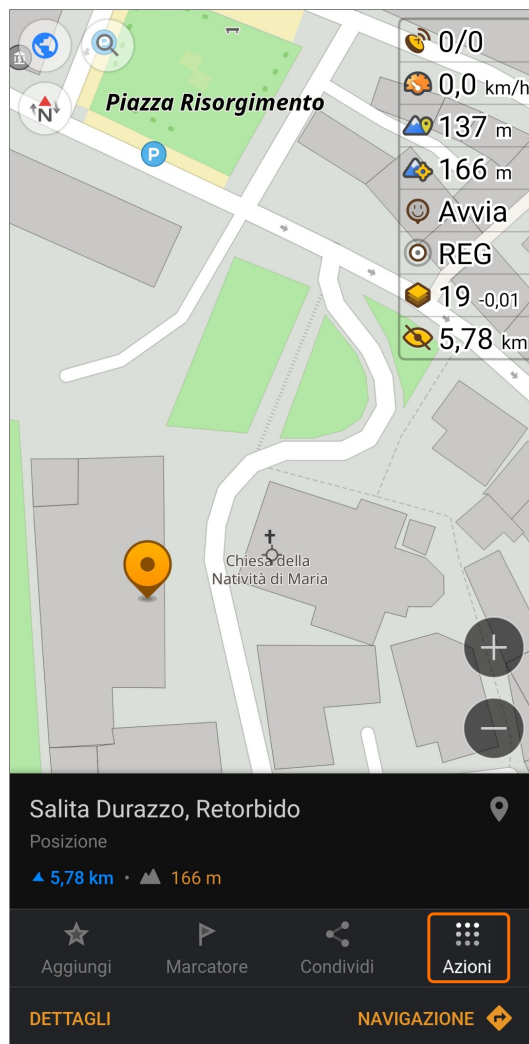 Piazza Risorgimento
P
N
0/0
0,0 km/h
137 m
166 m
Avvia
REG
19 -0,01
5,78 km
Chiesa della
Natività di Maria
Salita Durazzo, Retorbido
Posizione
5,78 km • 166 m
Aggiungi
Marcatore
Condividi
Azioni
DETTAGLI
NAVIGAZIONE